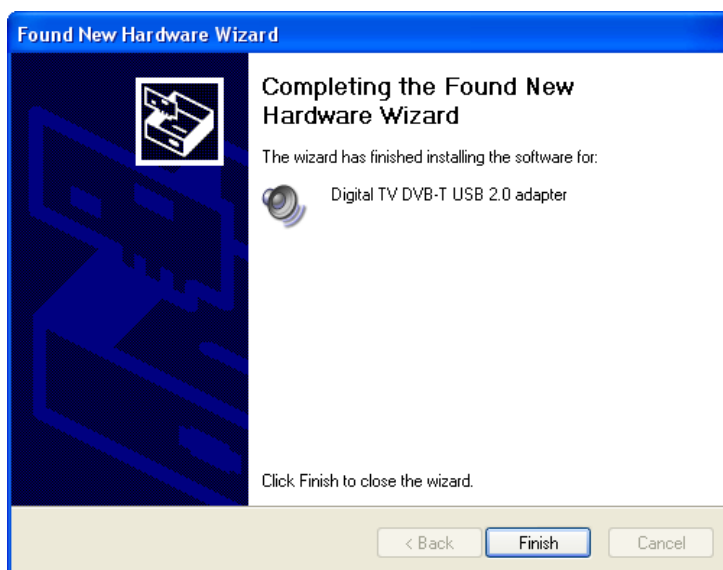 Found New Hardware Wizard
Completing the Found New
Hardware Wizard
The wizard has finished installing the software for:
Digital TV DVB-T USB 2.0 adapter
Click Finish to close the wizard.
< Back
Finish
Cancel